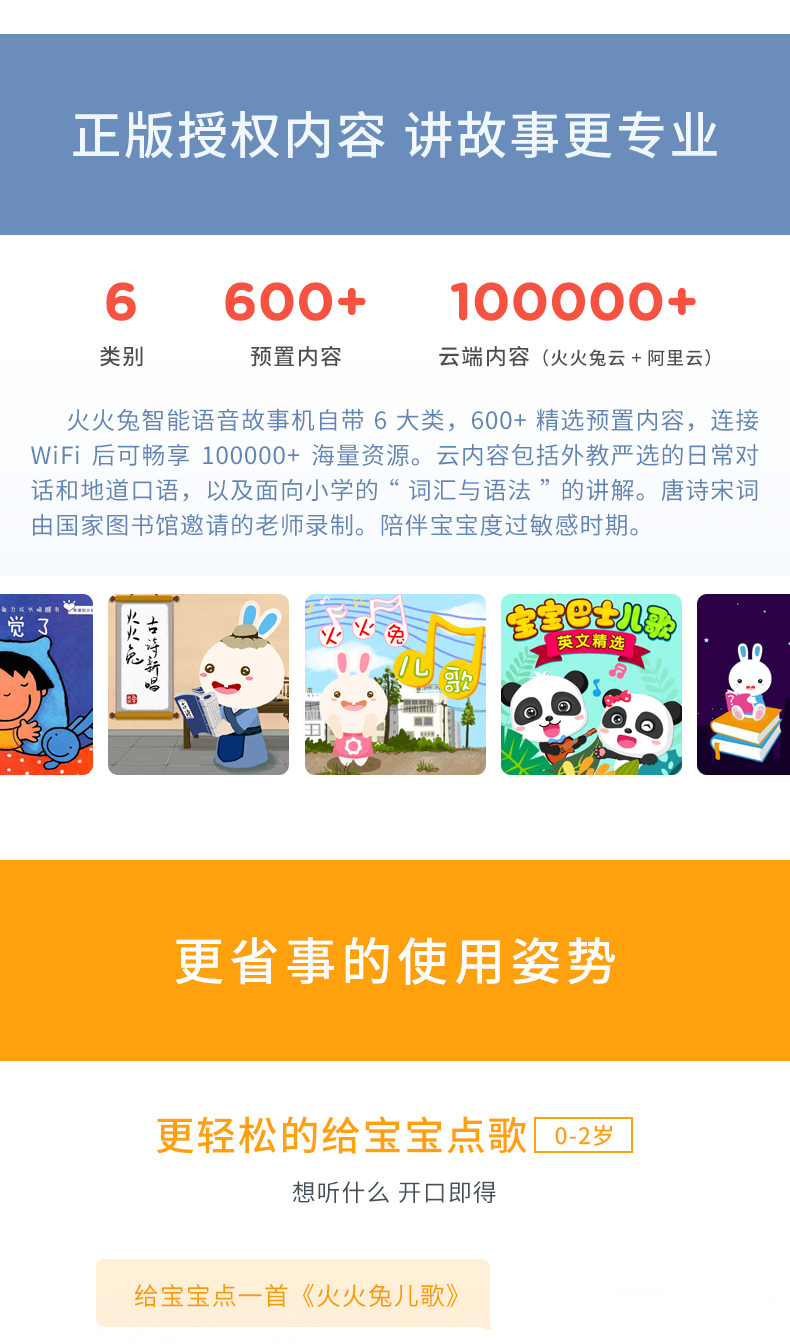 正版授权内容 讲故事更专业
6 600+ 100000+
类别 预置内容 云端内容（火火兔云 + 阿里云）
火火兔智能语音故事机自带 6 大类，600+ 精选预置内容，连接
WiFi 后可畅享 100000+ 海量资源。云内容包括外教严选的日常对
话和地道口语，以及面向小学的 “ 词汇与语法 ” 的讲解。唐诗宋词
由国家图书馆邀请的老师录制。陪伴宝宝度过敏感时期。
觉了
古诗新唱
火火兔
火火兔
儿歌
宝宝巴士儿歌
英文精选
更省事的使用姿势
更轻松的给宝宝点歌 0-2岁
想听什么 开口即得
给宝宝点一首《火火兔儿歌》